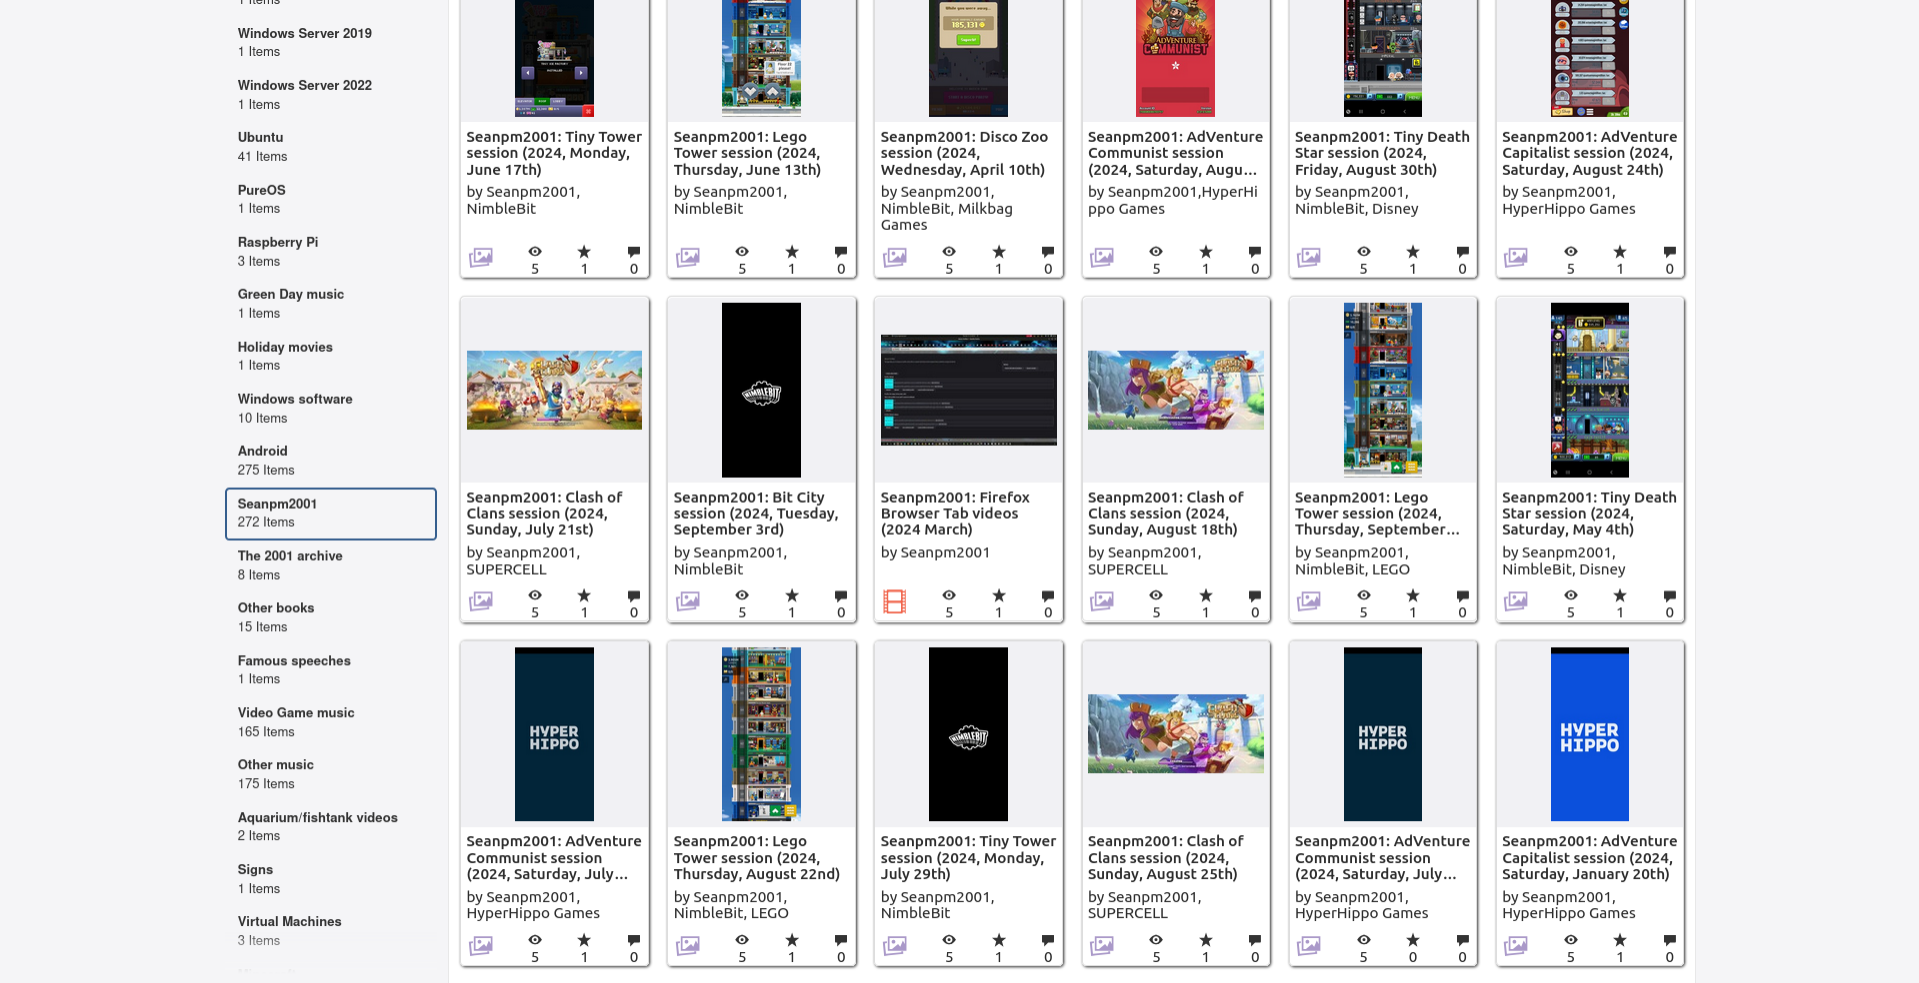 Windows Server 2019
1 Items
Windows Server 2022
1 Items
Ubuntu
41 Items
PureOS
1 Items
Raspberry Pi
3 Items
Green Day music
1 Items
Holiday movies
1 Items
Windows software
10 Items
Android
275 Items
Seanpm2001
272 Items
The 2001 archive
8 Items
Other books
15 Items
Famous speeches
1 Items
Video Game music
165 Items
Other music
175 Items
Aquarium/fishtank videos
2 Items
Signs
1 Items
Virtual Machines
3 Items
185,131
ADVENTURE
COMMUNIST
Seanpm2001: Tiny Tower
session (2024, Monday,
June 17th)
by Seanpm2001,
NimbleBit
5 1 0
Seanpm2001: Lego
Tower session (2024,
Thursday, June 13th)
by Seanpm2001,
NimbleBit
5 1 0
Seanpm2001: Disco Zoo
session (2024,
Wednesday, April 10th)
by Seanpm2001,
NimbleBit, Milkbag
Games
5 1 0
Seanpm2001: AdVenture
Communist session
(2024, Saturday, Augu...
by Seanpm2001,HyperHi
ppo Games
5 1 0
Seanpm2001: Tiny Death
Star session (2024,
Friday, August 30th)
by Seanpm2001,
NimbleBit, Disney
5 1 0
Seanpm2001: AdVenture
Capitalist session (2024,
Saturday, August 24th)
by Seanpm2001,
HyperHippo Games
5 1 0
Seanpm2001: Clash of
Clans session (2024,
Sunday, July 21st)
by Seanpm2001,
SUPERCELL
5 1 0
NIMBLEBIT
Seanpm2001: Bit City
session (2024, Tuesday,
September 3rd)
by Seanpm2001,
NimbleBit
5 1 0
Seanpm2001: Firefox
Browser Tab videos
(2024 March)
by Seanpm2001
5 1 0
Seanpm2001: Clash of
Clans session (2024,
Sunday, August 18th)
by Seanpm2001,
SUPERCELL
5 1 0
Seanpm2001: Lego
Tower session (2024,
Thursday, September...
by Seanpm2001,
NimbleBit, LEGO
5 1 0
Seanpm2001: Tiny Death
Star session (2024,
Saturday, May 4th)
by Seanpm2001,
NimbleBit, Disney
5 1 0
HYPER
HIPPO
Seanpm2001: AdVenture
Communist session
(2024, Saturday, July...
by Seanpm2001,
HyperHippo Games
5 1 0
Seanpm2001: Lego
Tower session (2024,
Thursday, August 22nd)
by Seanpm2001,
NimbleBit, LEGO
5 1 0
NIMBLEBIT
Seanpm2001: Tiny Tower
session (2024, Monday,
July 29th)
by Seanpm2001,
NimbleBit
5 1 0
Seanpm2001: Clash of
Clans session (2024,
Sunday, August 25th)
by Seanpm2001,
SUPERCELL
5 1 0
HYPER
HIPPO
Seanpm2001: AdVenture
Communist session
(2024, Saturday, July...
by Seanpm2001,
HyperHippo Games
5 0 0
HYPER
HIPPO
Seanpm2001: AdVenture
Capitalist session (2024,
Saturday, January 20th)
by Seanpm2001,
HyperHippo Games
5 1 0